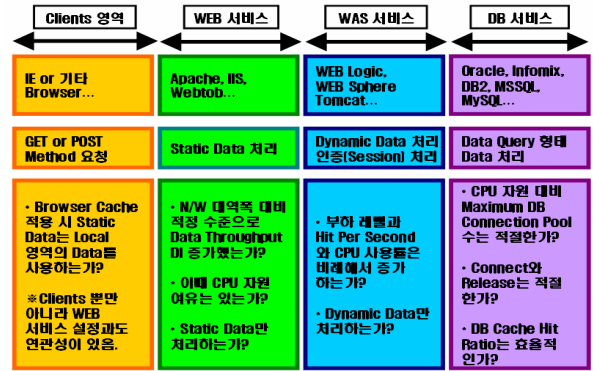 Clients 영역
WEB 서비스
WAS 서비스
DB 서비스
IE or 기타
Browser...
Apache, IIS,
Webtob...
WEB Logic,
WEB Sphere
Tomcat...
Oracle, Infomix,
DB2, MSSQL,
MySQL...
GET or POST
Method 요청
Static Data 처리
Dynamic Data 처리
인증(Session) 처리
Data Query 형태
Data 처리
• Browser Cache
적용 시 Static
Data는 Local
영역의 Data를
사용하는가?
※Clients 뿐만
아니라 WEB
서비스 설정과도
연관성이 있음.
• N/W 대역폭 대비
적정 수준으로
Data Throughput
이 증가했는가?
• 이때 CPU 자원
여유는 있는가?
• Static Data만
처리하는가?
• 부하 레벨과
Hit Per Second
와 CPU 사용률은
비례해서 증가
하는가?
• Dynamic Data만
처리하는가?
• CPU 자원 대비
Maximum DB
Connection Pool
수는 적절한가?
• Connect와
Release는 적절
한가?
• DB Cache Hit
Ratio는 효율적
인가?